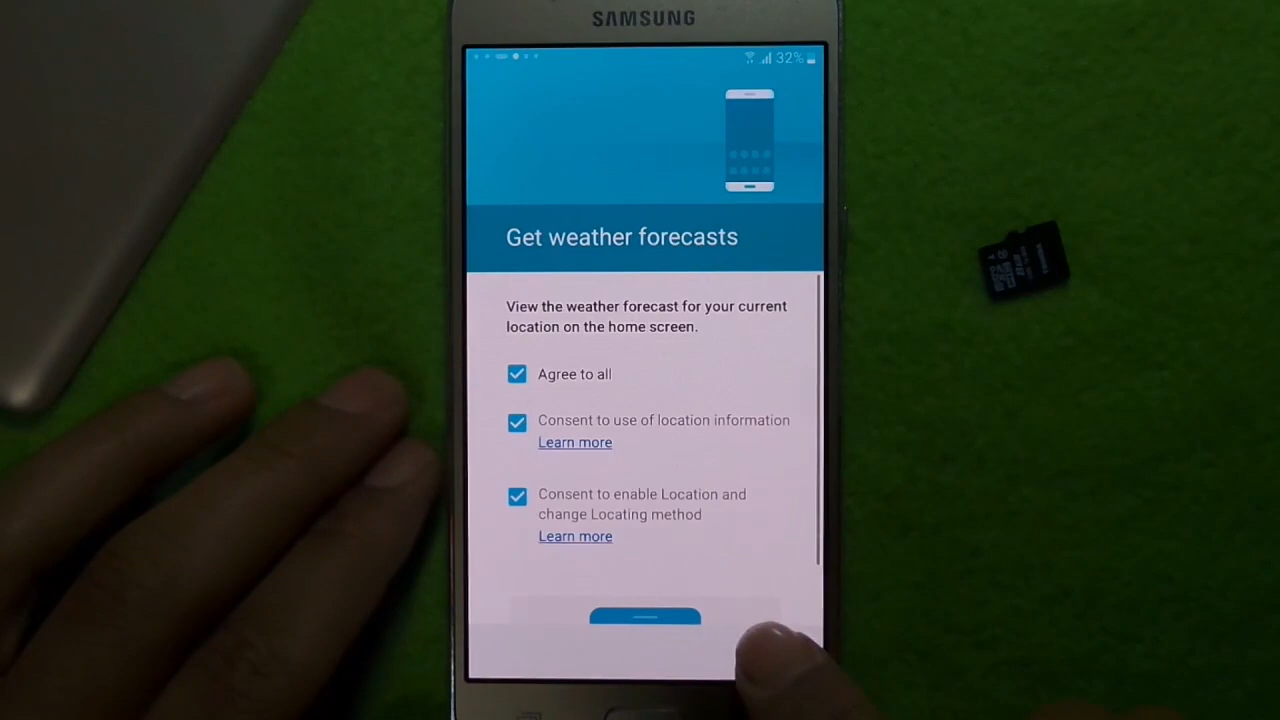 SAMSUNG
32%
Get weather forecasts
View the weather forecast for your current
location on the home screen.
Agree to all
Consent to use of location information
Learn more
Consent to enable Location and
change Locating method
Learn more